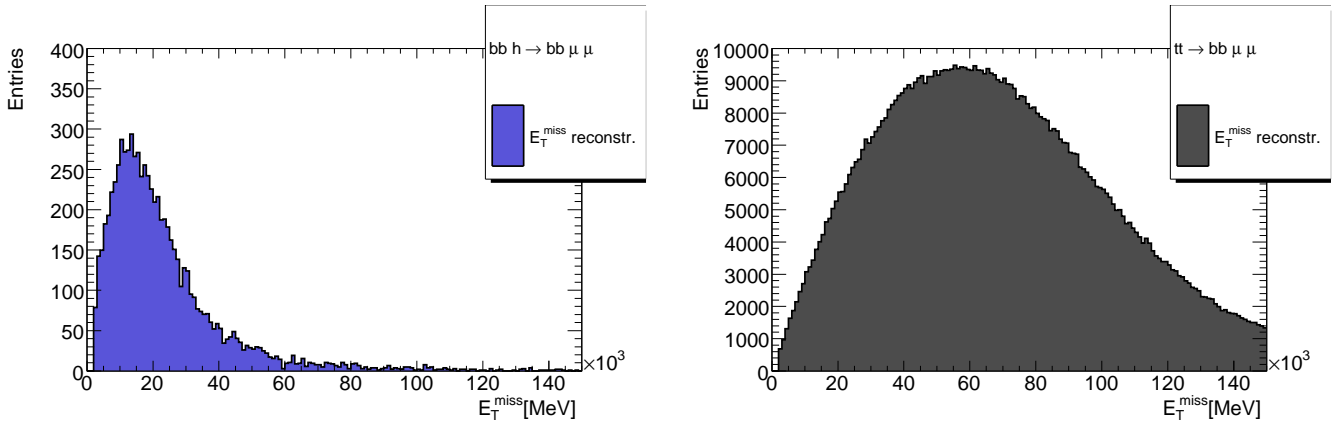 Entries
400
350
300
250
200
150
100
50
0
0 20 40 60 80 100 120 140
×10³
E_T^miss[MeV]
bb h → bb μ μ
E_T^miss reconstr.
Entries
10000
9000
8000
7000
6000
5000
4000
3000
2000
1000
0
0 20 40 60 80 100 120 140
×10³
E_T^miss[MeV]
tt → bb μ μ
E_T^miss reconstr.